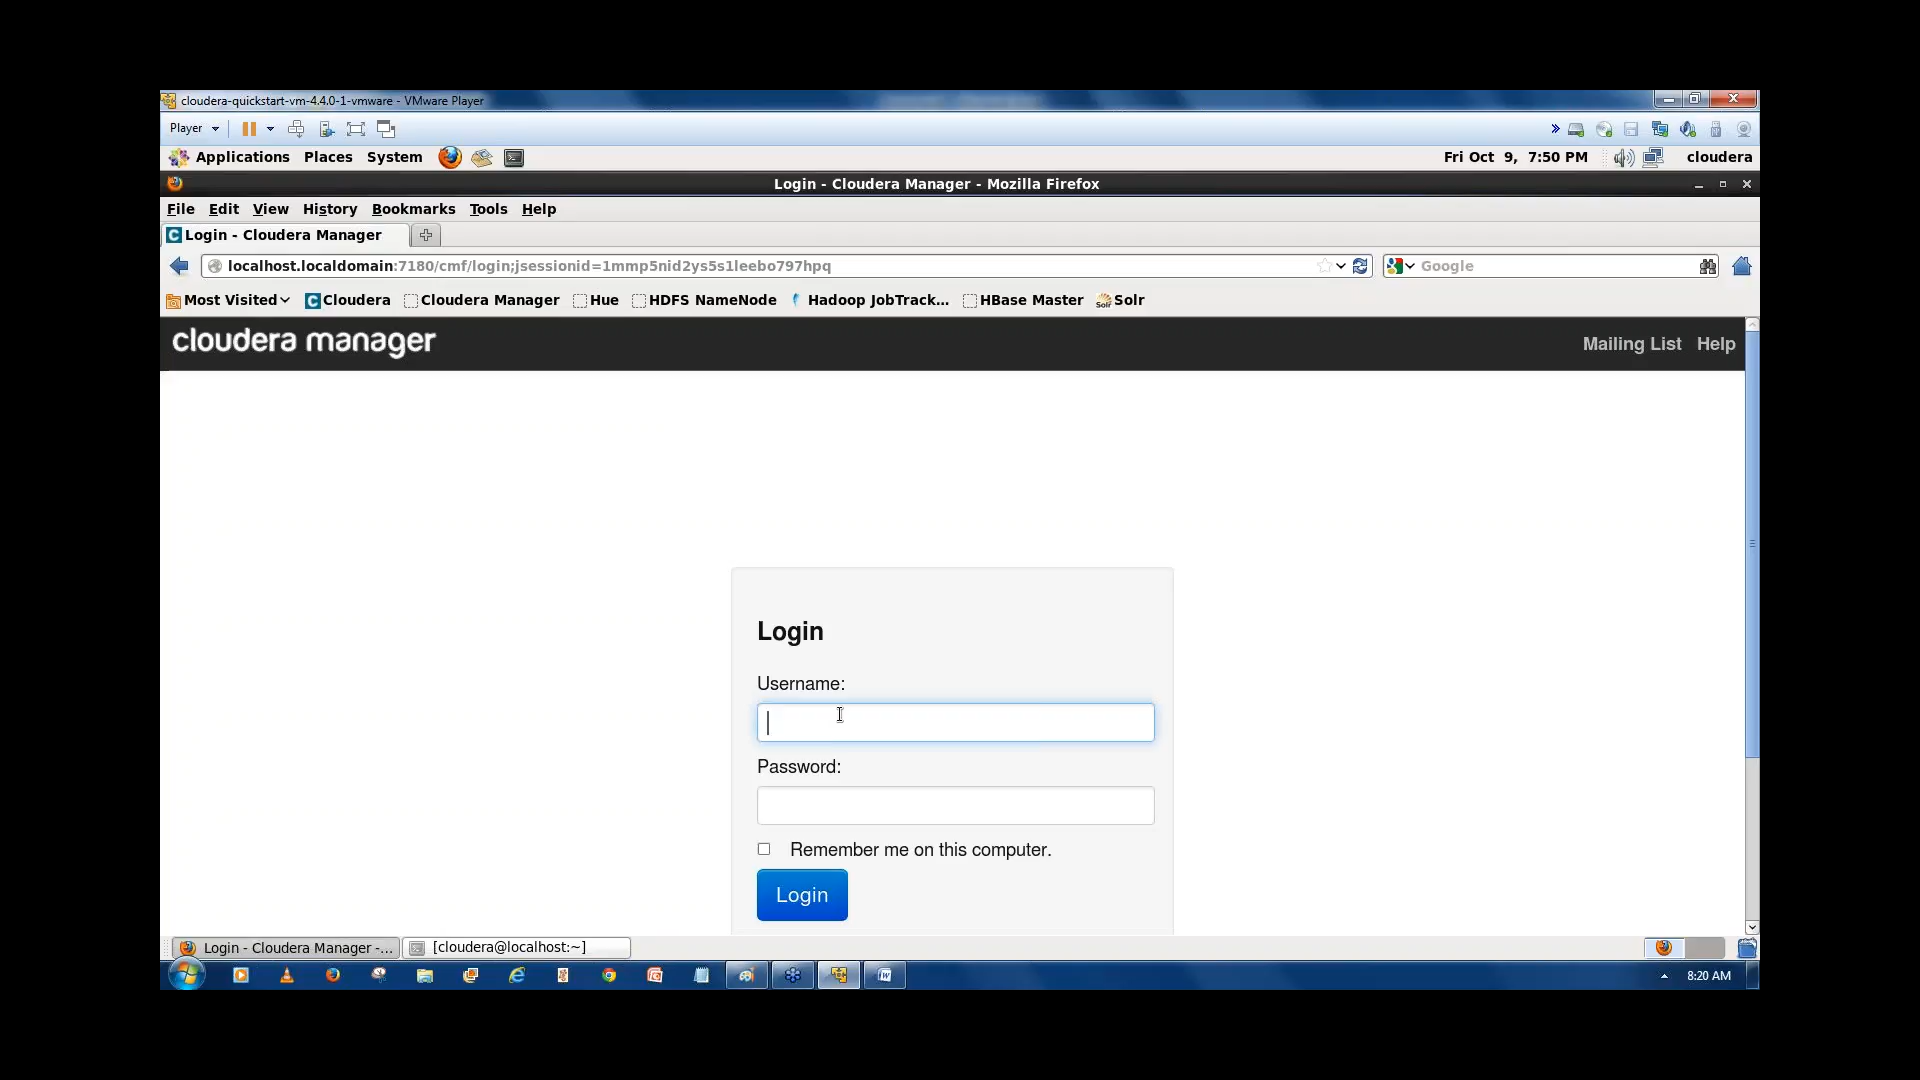 cloudera-quickstart-vm-4.4.0-1-vmware - VMware Player
Player
Applications Places System Fri Oct 9, 7:50 PM cloudera
Login - Cloudera Manager - Mozilla Firefox
File Edit View History Bookmarks Tools Help
Login - Cloudera Manager
localhost.localdomain:7180/cmf/login;jsessionid=1mmp5nid2ys5s1leebo797hpq Google
Most Visited Cloudera Cloudera Manager Hue HDFS NameNode Hadoop JobTrack... HBase Master Solr
cloudera manager Mailing List Help
Login
Username:
Password:
Remember me on this computer.
Login
Login - Cloudera Manager -... [cloudera@localhost:~]
8:20 AM